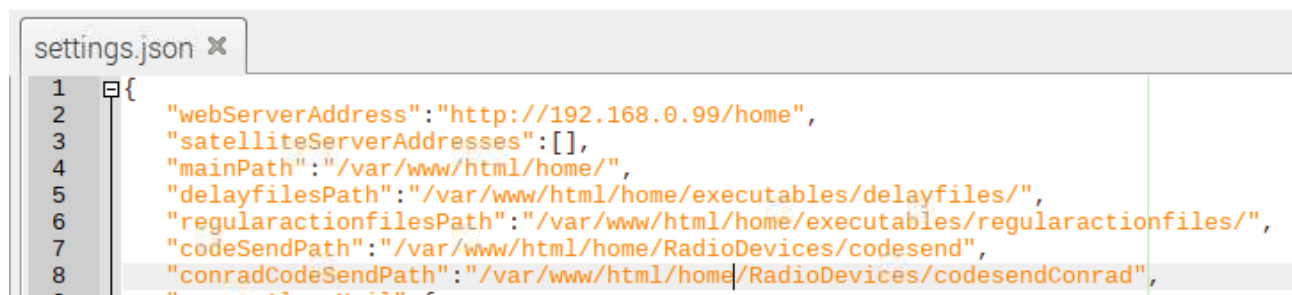 settings.json ✖
1 {
2 "webServerAddress":"http://192.168.0.99/home",
3 "satelliteServerAddresses":[],
4 "mainPath":"/var/www/html/home/",
5 "delayfilesPath":"/var/www/html/home/executables/delayfiles/",
6 "regularactionfilesPath":"/var/www/html/home/executables/regularactionfiles/",
7 "codeSendPath":"/var/www/html/home/RadioDevices/codesend",
8 "conradCodeSendPath":"/var/www/html/home/RadioDevices/codesendConrad",